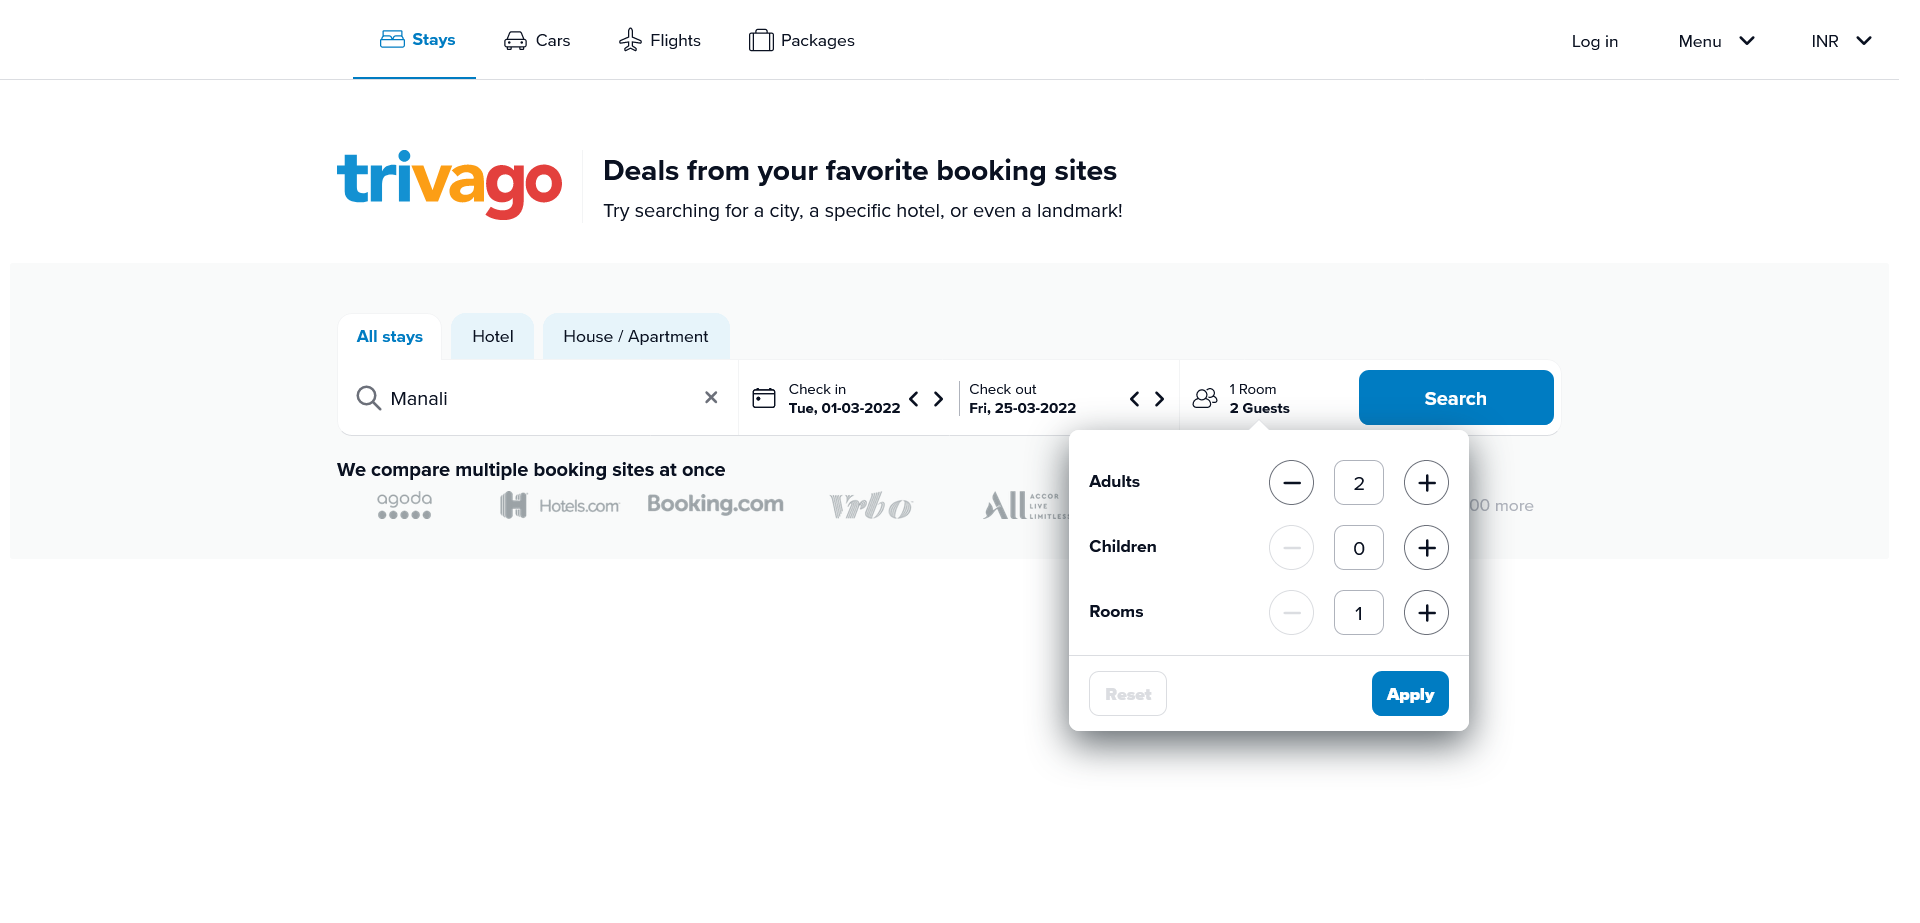 Stays
Cars
Flights
Packages
Log in
Menu
INR
trivago
Deals from your favorite booking sites
Try searching for a city, a specific hotel, or even a landmark!
All stays
Hotel
House / Apartment
Manali
Check in
Tue, 01-03-2022
Check out
Fri, 25-03-2022
1 Room
2 Guests
Search
We compare multiple booking sites at once
agoda
H Hotels.com
Booking.com
Vrbo
All ACCOR LIVE LIMITLESS
00 more
Adults
2
Children
0
Rooms
1
Reset
Apply